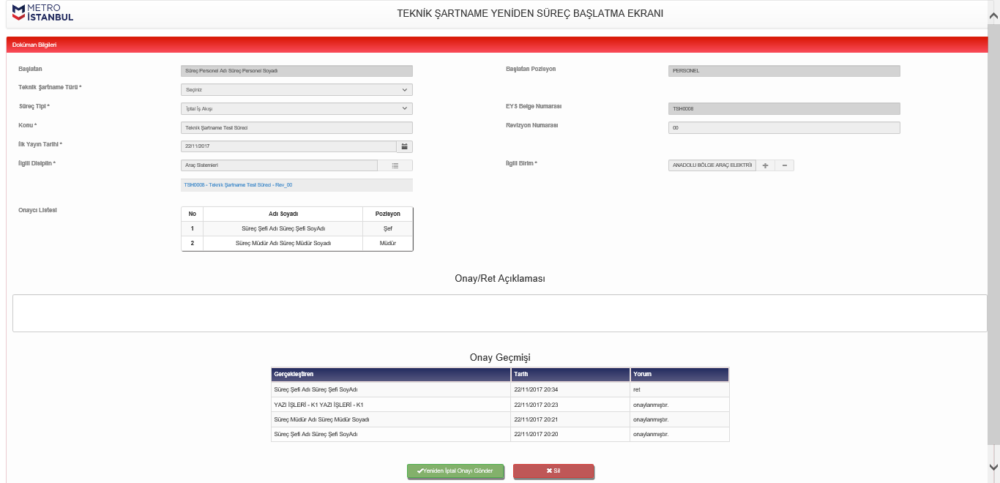 METRO
İSTANBUL
TEKNİK ŞARTNAME YENİDEN SÜREÇ BAŞLATMA EKRANI
Doküman Bilgileri
Başlatan
Süreç Personel Adı Süreç Personel Soyadı
Başlatan Pozisyon
PERSONEL
Teknik Şartname Türü *
Seçiniz
Süreç Tipi *
İptal İş Akışı
EYS Belge Numarası
TSH0008
Konu *
Teknik Şartname Test Süreci
Revizyon Numarası
00
İlk Yayın Tarihi *
22/11/2017
İlgili Disiplin *
Araç Sistemleri
İlgili Birim *
ANADOLU BÖLGE ARAÇ ELEKTRİ
TSH0008 - Teknik Şartname Test Süreci - Rev_00
Onaycı Listesi
No Adı Soyadı Pozisyon
1 Süreç Şefi Adı Süreç Şefi SoyAdı Şef
2 Süreç Müdür Adı Süreç Müdür Soyadı Müdür
Onay/Ret Açıklaması
Onay Geçmişi
Gerçekleştiren Tarih Yorum
Süreç Şefi Adı Süreç Şefi SoyAdı 22/11/2017 20:34 ret
YAZI İŞLERİ - K1 YAZI İŞLERİ - K1 22/11/2017 20:23 onaylanmıştır.
Süreç Müdür Adı Süreç Müdür Soyadı 22/11/2017 20:21 onaylanmıştır.
Süreç Şefi Adı Süreç Şefi SoyAdı 22/11/2017 20:20 onaylanmıştır.
Yeniden İptal Onayı Gönder
Sil